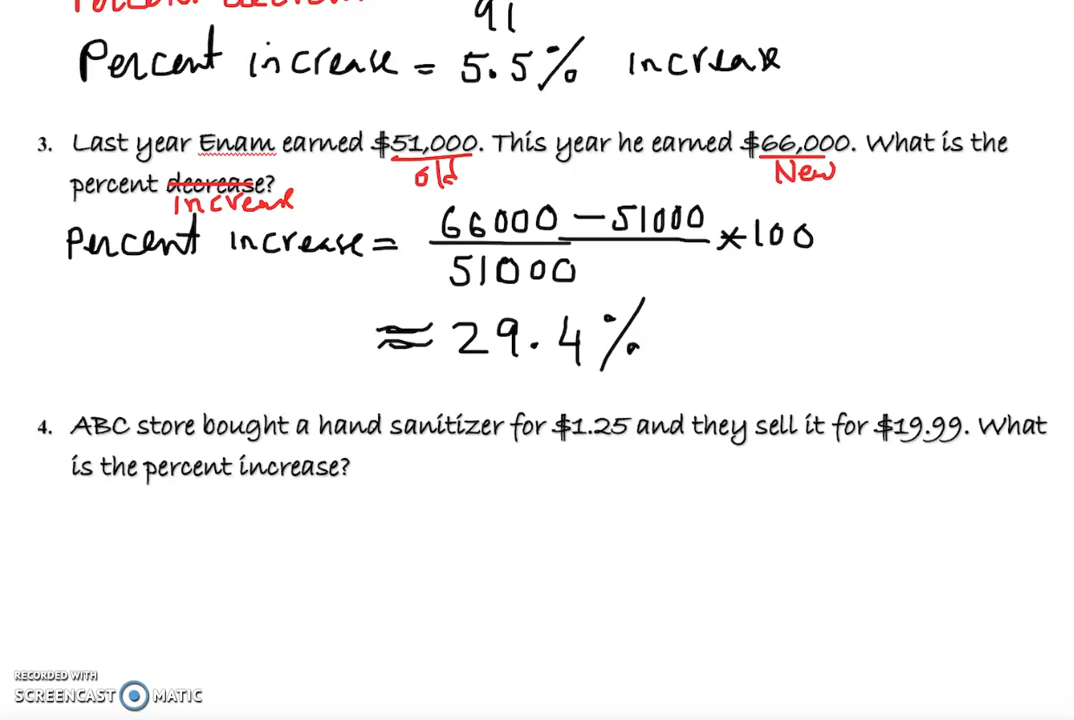 91
Percent increase = 5.5% increase
3. Last year Enam earned $51,000. This year he earned $66,000. What is the
old New
percent decrease?
increase
Percent increase = 66000 - 51000 * 100
51000
≈ 29.4%
4. ABC store bought a hand sanitizer for $1.25 and they sell it for $19.99. What
is the percent increase?
RECORDED WITH
SCREENCAST MATIC